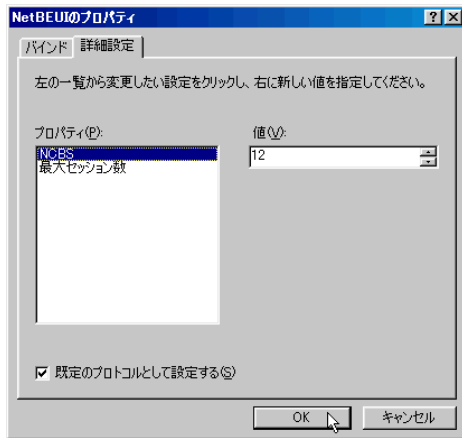 NetBEUIのプロパティ
バインド 詳細設定
左の一覧から変更したい設定をクリックし、右に新しい値を指定してください。
プロパティ(P):
値(V):
NCBS
最大セッション数
12
既定のプロトコルとして設定する(S)
OK
キャンセル